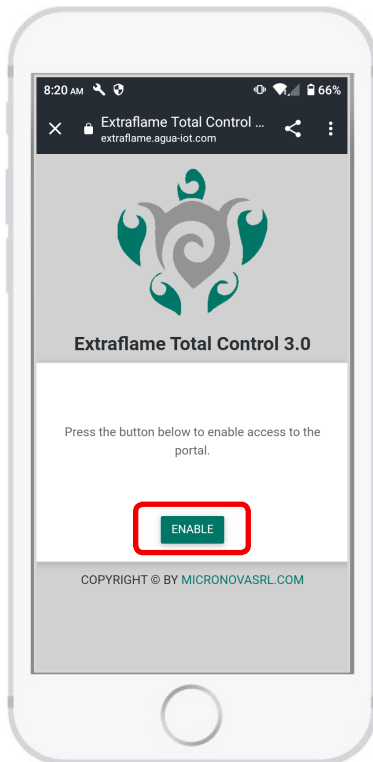 8:20 AM 66%
Extraflame Total Control ...
extraflame.agua-iot.com
Extraflame Total Control 3.0
Press the button below to enable access to the
portal.
ENABLE
COPYRIGHT © BY MICRONOVASRL.COM